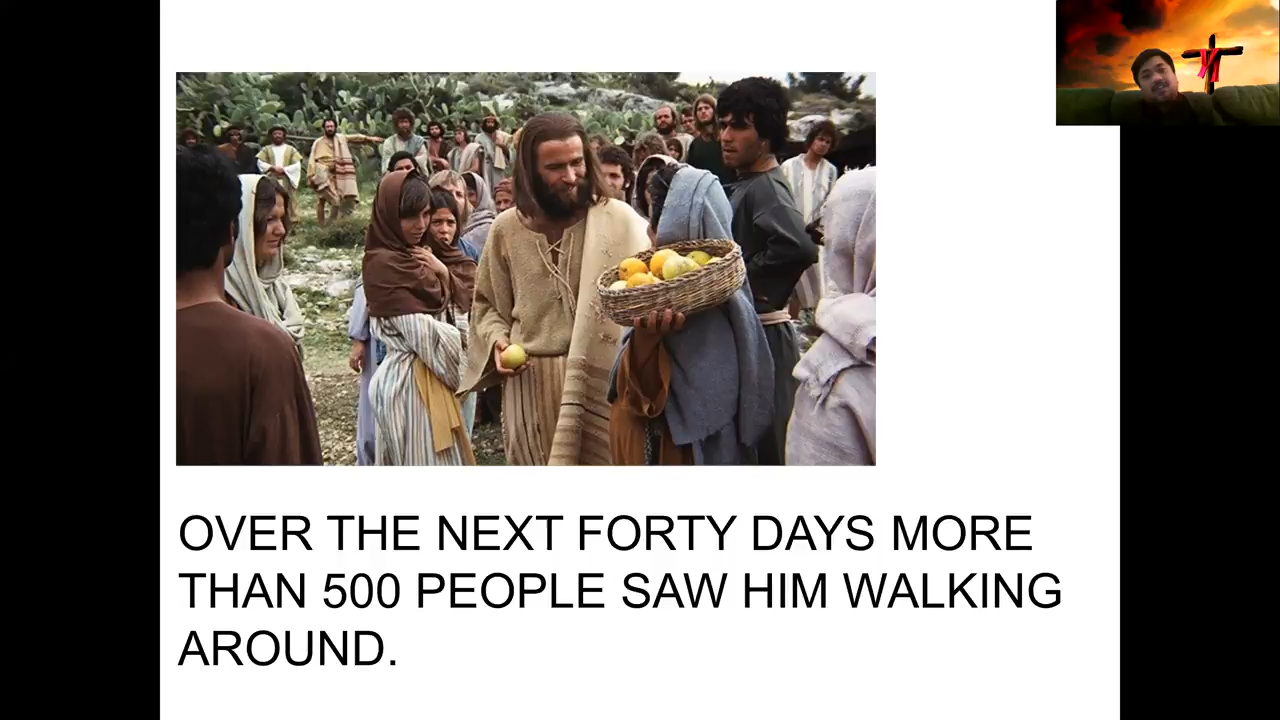 OVER THE NEXT FORTY DAYS MORE
THAN 500 PEOPLE SAW HIM WALKING
AROUND.